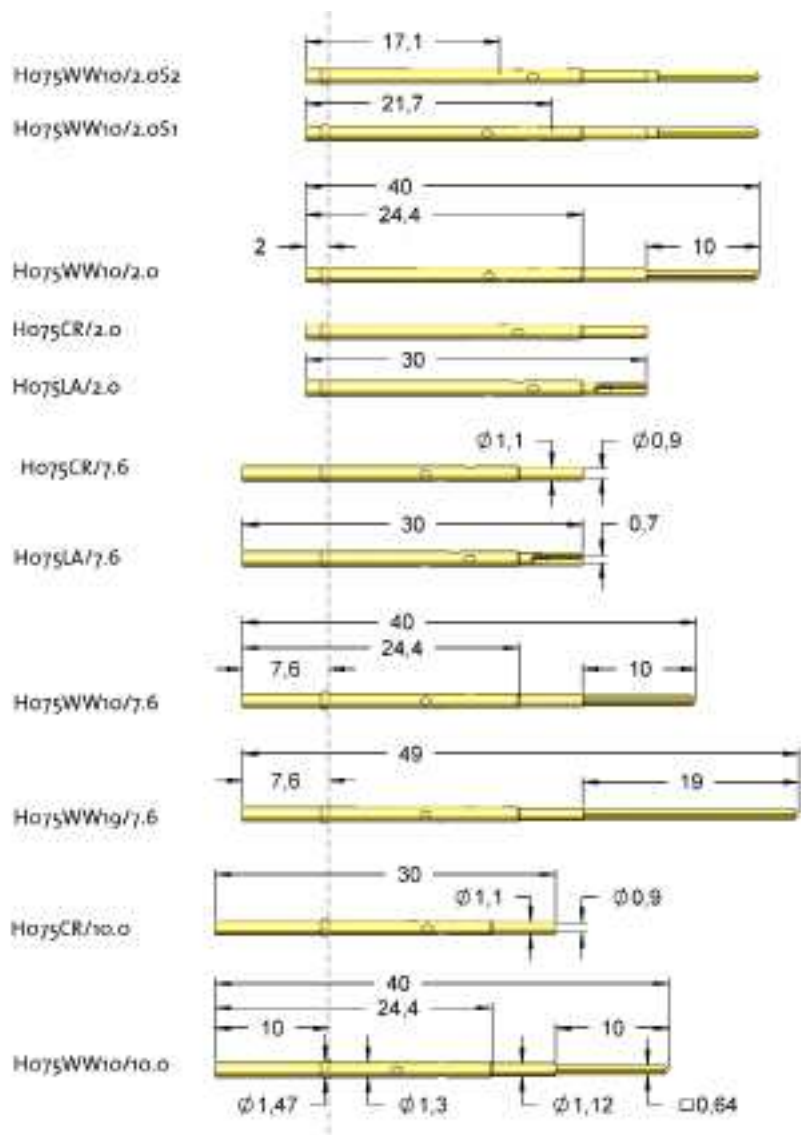 17,1
H075WW10/2.0S2
21,7
H075WW10/2.0S1
40
24,4
2
10
H075WW10/2.0
H075CR/2.0
30
H075LA/2.0
Ø1,1
Ø0,9
H075CR/7.6
30
0,7
H075LA/7.6
40
24,4
7,6
10
H075WW10/7.6
49
7,6
19
H075WW19/7.6
30
Ø1,1
Ø0,9
H075CR/10.0
40
24,4
10
10
H075WW10/10.0
Ø1,47
Ø1,3
Ø1,12
□0,64